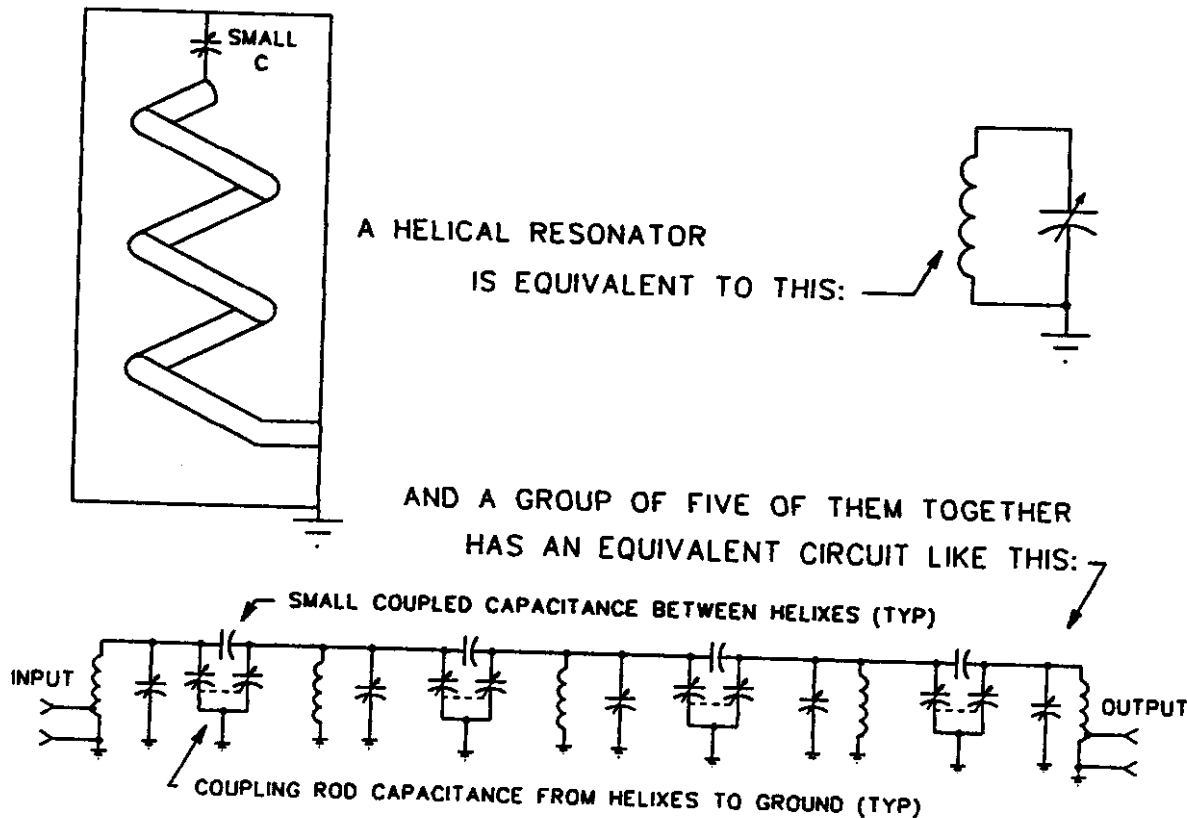 SMALL
C
A HELICAL RESONATOR
IS EQUIVALENT TO THIS:
AND A GROUP OF FIVE OF THEM TOGETHER
HAS AN EQUIVALENT CIRCUIT LIKE THIS:
SMALL COUPLED CAPACITANCE BETWEEN HELIXES (TYP)
INPUT
OUTPUT
COUPLING ROD CAPACITANCE FROM HELIXES TO GROUND (TYP)